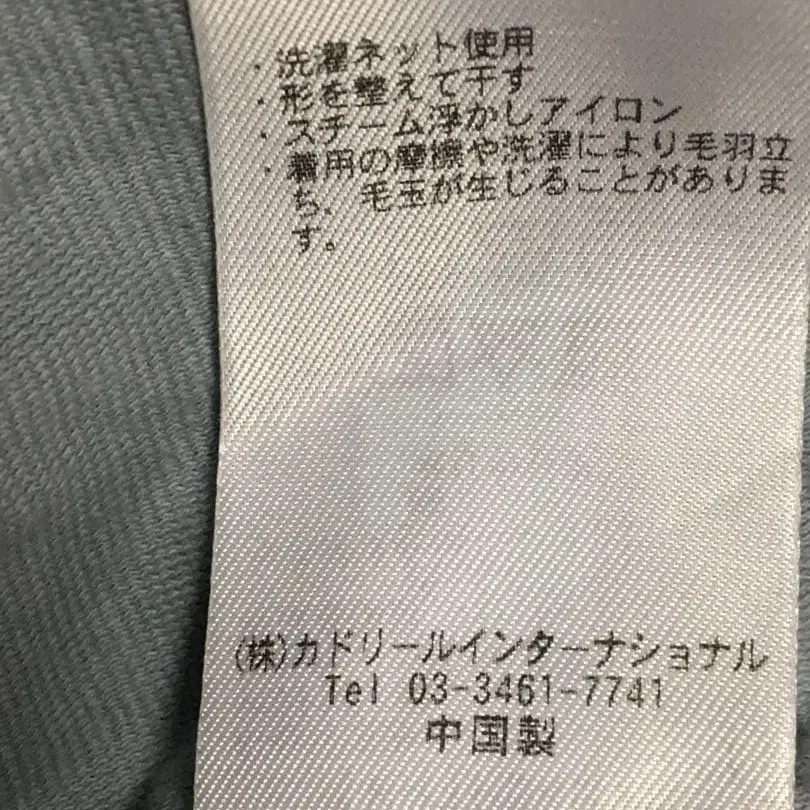 ・洗濯ネット使用
・形を整えて干す
・スチーム浮かしアイロン
・着用の摩擦や洗濯により毛羽立
ち、毛玉が生じることがありま
す。
(株)カドリールインターナショナル
Tel 03-3461-7741
中国製